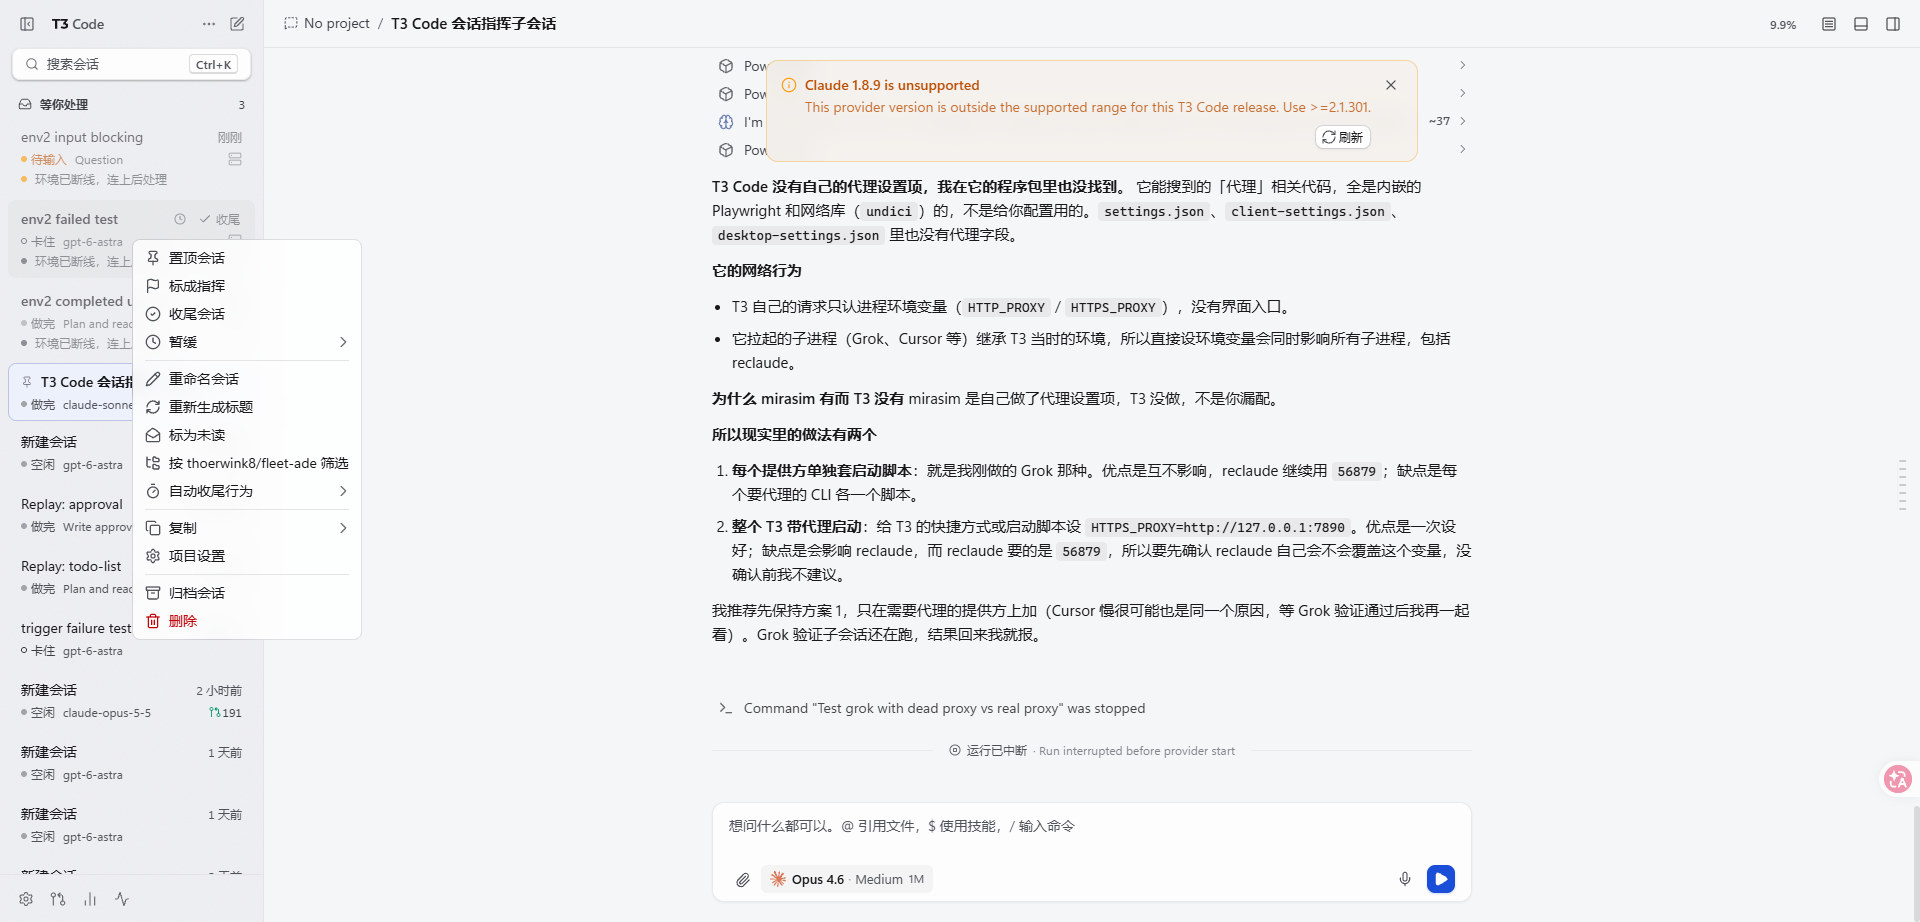 T3 Code
搜索会话 Ctrl+K
等你处理 3
env2 input blocking 刚刚
待输入 Question
环境已断线，连上后处理
env2 failed test 收尾
卡住 gpt-6-astra
环境已断线，连上
env2 completed u
做完 Plan and read
环境已断线，连上
T3 Code 会话指
做完 claude-sonne
新建会话
空闲 gpt-6-astra
Replay: approval
做完 Write approv
Replay: todo-list
做完 Plan and read
trigger failure test
卡住 gpt-6-astra
新建会话 2 小时前
空闲 claude-opus-5-5 191
新建会话 1 天前
空闲 gpt-6-astra
新建会话 1 天前
空闲 gpt-6-astra
置顶会话
标成指挥
收尾会话
暂缓
重命名会话
重新生成标题
标为未读
按 thoerwink8/fleet-ade 筛选
自动收尾行为
复制
项目设置
归档会话
删除
No project / T3 Code 会话指挥子会话
9.9%
Pow
Pow
I'm ~37
Pow
Claude 1.8.9 is unsupported
This provider version is outside the supported range for this T3 Code release. Use >=2.1.301.
刷新
T3 Code 没有自己的代理设置项，我在它的程序包里也没找到。 它能搜到的「代理」相关代码，全是内嵌的
Playwright 和网络库（undici）的，不是给你配置用的。settings.json、client-settings.json、
desktop-settings.json 里也没有代理字段。
它的网络行为
• T3 自己的请求只认进程环境变量（HTTP_PROXY / HTTPS_PROXY），没有界面入口。
• 它拉起的子进程（Grok、Cursor 等）继承 T3 当时的环境，所以直接设环境变量会同时影响所有子进程，包括
reclaude。
为什么 mirasim 有而 T3 没有 mirasim 是自己做了代理设置项，T3 没做，不是你漏配。
所以现实里的做法有两个
1. 每个提供方单独套启动脚本：就是我刚做的 Grok 那种。优点是互不影响，reclaude 继续用 56879；缺点是每
个要代理的 CLI 各一个脚本。
2. 整个 T3 带代理启动：给 T3 的快捷方式或启动脚本设 HTTPS_PROXY=http://127.0.0.1:7890。优点是一次设
好；缺点是会影响 reclaude，而 reclaude 要的是 56879，所以要先确认 reclaude 自己会不会覆盖这个变量，没
确认前我不建议。
我推荐先保持方案 1，只在需要代理的提供方上加（Cursor 慢很可能也是同一个原因，等 Grok 验证通过后我再一起
看）。Grok 验证子会话还在跑，结果回来我就报。
Command "Test grok with dead proxy vs real proxy" was stopped
运行已中断 · Run interrupted before provider start
想问什么都可以。@ 引用文件，$ 使用技能，/ 输入命令
Opus 4.6 · Medium 1M